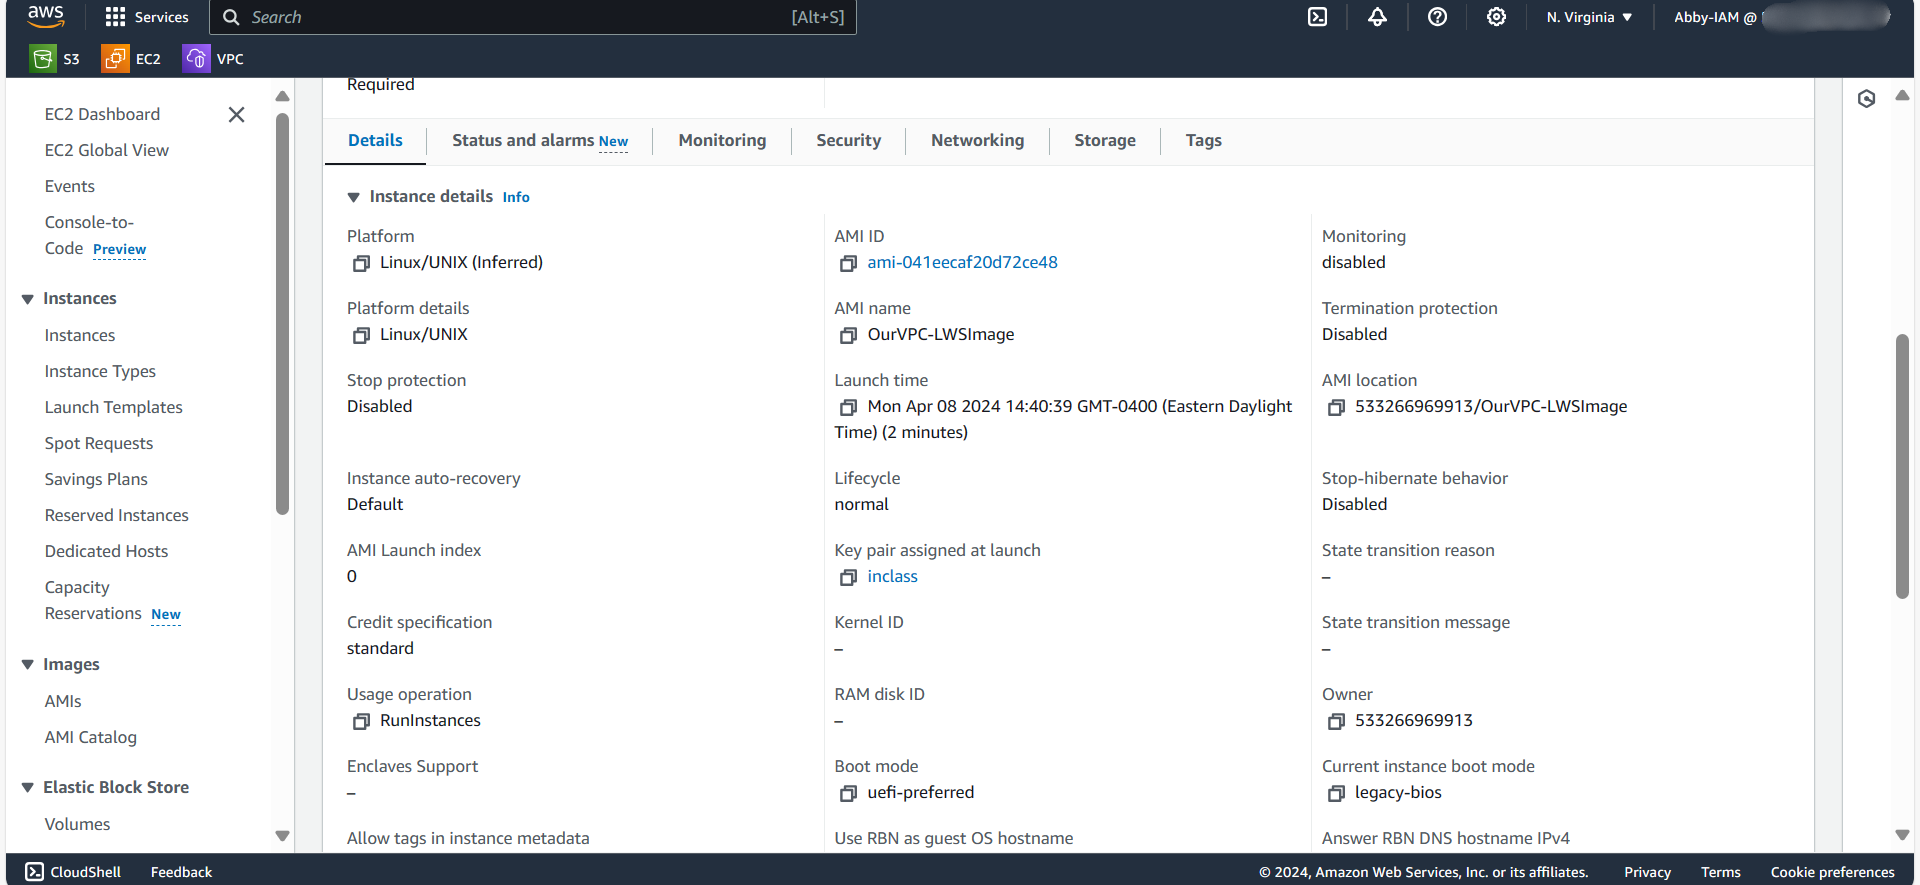 aws
Services
Search
[Alt+S]
N. Virginia
Abby-IAM @
S3
EC2
VPC
EC2 Dashboard
EC2 Global View
Events
Console-to-
Code Preview
Instances
Instances
Instance Types
Launch Templates
Spot Requests
Savings Plans
Reserved Instances
Dedicated Hosts
Capacity
Reservations New
Images
AMIs
AMI Catalog
Elastic Block Store
Volumes
Required
Details
Status and alarms New
Monitoring
Security
Networking
Storage
Tags
Instance details Info
Platform
Linux/UNIX (Inferred)
AMI ID
ami-041eecaf20d72ce48
Monitoring
disabled
Platform details
Linux/UNIX
AMI name
OurVPC-LWSImage
Termination protection
Disabled
Stop protection
Disabled
Launch time
Mon Apr 08 2024 14:40:39 GMT-0400 (Eastern Daylight
Time) (2 minutes)
AMI location
533266969913/OurVPC-LWSImage
Instance auto-recovery
Default
Lifecycle
normal
Stop-hibernate behavior
Disabled
AMI Launch index
0
Key pair assigned at launch
inclass
State transition reason
–
Credit specification
standard
Kernel ID
–
State transition message
–
Usage operation
RunInstances
RAM disk ID
–
Owner
533266969913
Enclaves Support
–
Boot mode
uefi-preferred
Current instance boot mode
legacy-bios
Allow tags in instance metadata
Use RBN as guest OS hostname
Answer RBN DNS hostname IPv4
CloudShell
Feedback
© 2024, Amazon Web Services, Inc. or its affiliates.
Privacy
Terms
Cookie preferences